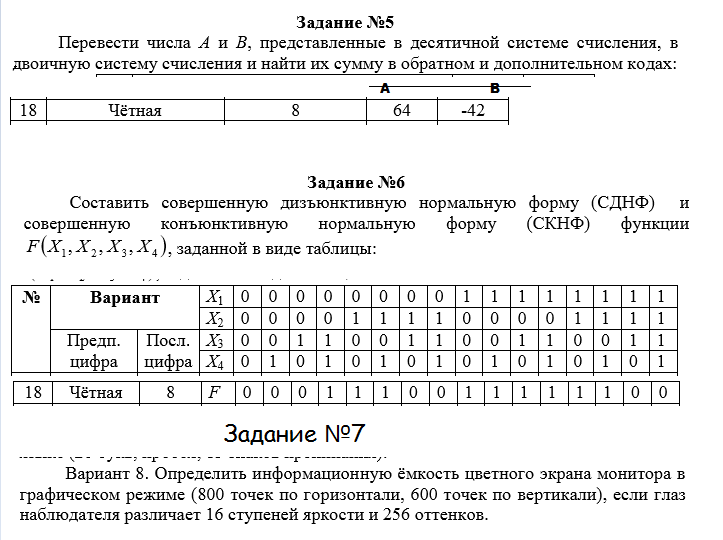 Задание №5
Перевести числа A и B, представленные в десятичной системе счисления, в
двоичную систему счисления и найти их сумму в обратном и дополнительном кодах:
A B
18 Чётная 8 64 -42
Задание №6
Составить совершенную дизъюнктивную нормальную форму (СДНФ) и
совершенную конъюнктивную нормальную форму (СКНФ) функции
F(X1, X2, X3, X4), заданной в виде таблицы:
№ Вариант X1 0 0 0 0 0 0 0 0 1 1 1 1 1 1 1 1
X2 0 0 0 0 1 1 1 1 0 0 0 0 1 1 1 1
Предп. Посл. X3 0 0 1 1 0 0 1 1 0 0 1 1 0 0 1 1
цифра цифра X4 0 1 0 1 0 1 0 1 0 1 0 1 0 1 0 1
18 Чётная 8 F 0 0 0 1 1 1 0 0 1 1 1 1 1 1 0 0
Задание №7
Вариант 8. Определить информационную ёмкость цветного экрана монитора в
графическом режиме (800 точек по горизонтали, 600 точек по вертикали), если глаз
наблюдателя различает 16 ступеней яркости и 256 оттенков.